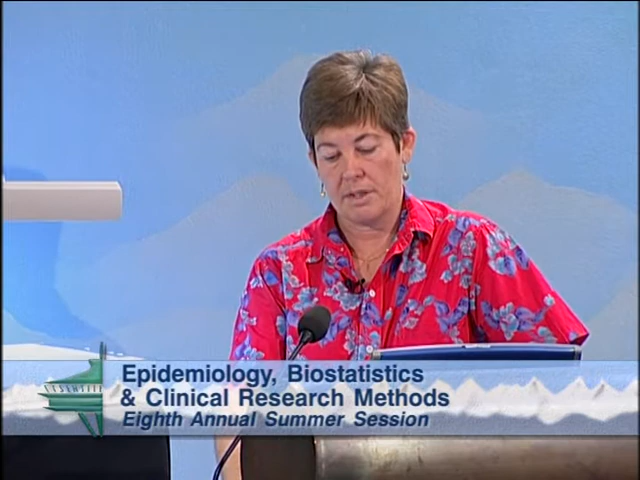 Epidemiology, Biostatistics
& Clinical Research Methods
Eighth Annual Summer Session